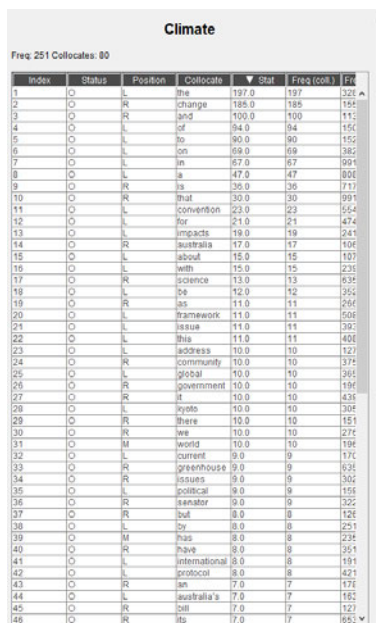 Climate
Freq: 251 Collocates: 80
Index Status Position Collocate ▼ Stat Freq (coll.) Fre
1 O L the 197.0 197
2 O R change 185.0 185
3 O R and 100.0 100
4 O L of 94.0 94
5 O L to 90.0 90
6 O L on 69.0 69
7 O L in 67.0 67
8 O L a 47.0 47
9 O R is 36.0 36
10 O R that 30.0 30
11 O L convention 23.0 23
12 O L for 21.0 21
13 O L impacts 19.0 19
14 O R australia 17.0 17
15 O L about 15.0 15
16 O L with 15.0 15
17 O R science 13.0 13
18 O L be 12.0 12
19 O R as 11.0 11
20 O L framework 11.0 11
21 O L issue 11.0 11
22 O L this 11.0 11
23 O L address 10.0 10
24 O R community 10.0 10
25 O L global 10.0 10
26 O R government 10.0 10
27 O R it 10.0 10
28 O L kyoto 10.0 10
29 O R there 10.0 10
30 O R we 10.0 10
31 O M world 10.0 10
32 O L current 9.0 9
33 O R greenhouse 9.0 9
34 O R issues 9.0 9
35 O L political 9.0 9
36 O R senator 9.0 9
37 O R but 8.0 8
38 O L by 8.0 8
39 O M has 8.0 8
40 O R have 8.0 8
41 O L international 8.0 8
42 O L protocol 8.0 8
43 O R an 7.0 7
44 O L australia's 7.0 7
45 O R bill 7.0 7
46 O R its 7.0 7